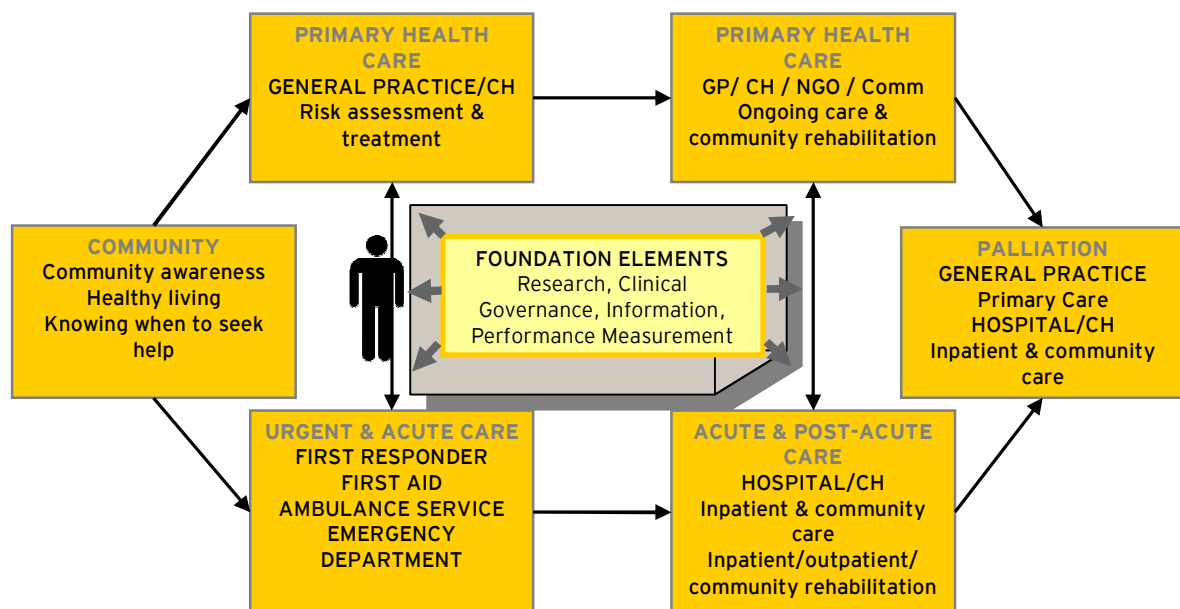 PRIMARY HEALTH
CARE
GENERAL PRACTICE/CH
Risk assessment &
treatment
PRIMARY HEALTH
CARE
GP/ CH / NGO / Comm
Ongoing care &
community rehabilitation
COMMUNITY
Community awareness
Healthy living
Knowing when to seek
help
FOUNDATION ELEMENTS
Research, Clinical
Governance, Information,
Performance Measurement
PALLIATION
GENERAL PRACTICE
Primary Care
HOSPITAL/CH
Inpatient & community
care
URGENT & ACUTE CARE
FIRST RESPONDER
FIRST AID
AMBULANCE SERVICE
EMERGENCY
DEPARTMENT
ACUTE & POST-ACUTE
CARE
HOSPITAL/CH
Inpatient & community
care
Inpatient/outpatient/
community rehabilitation